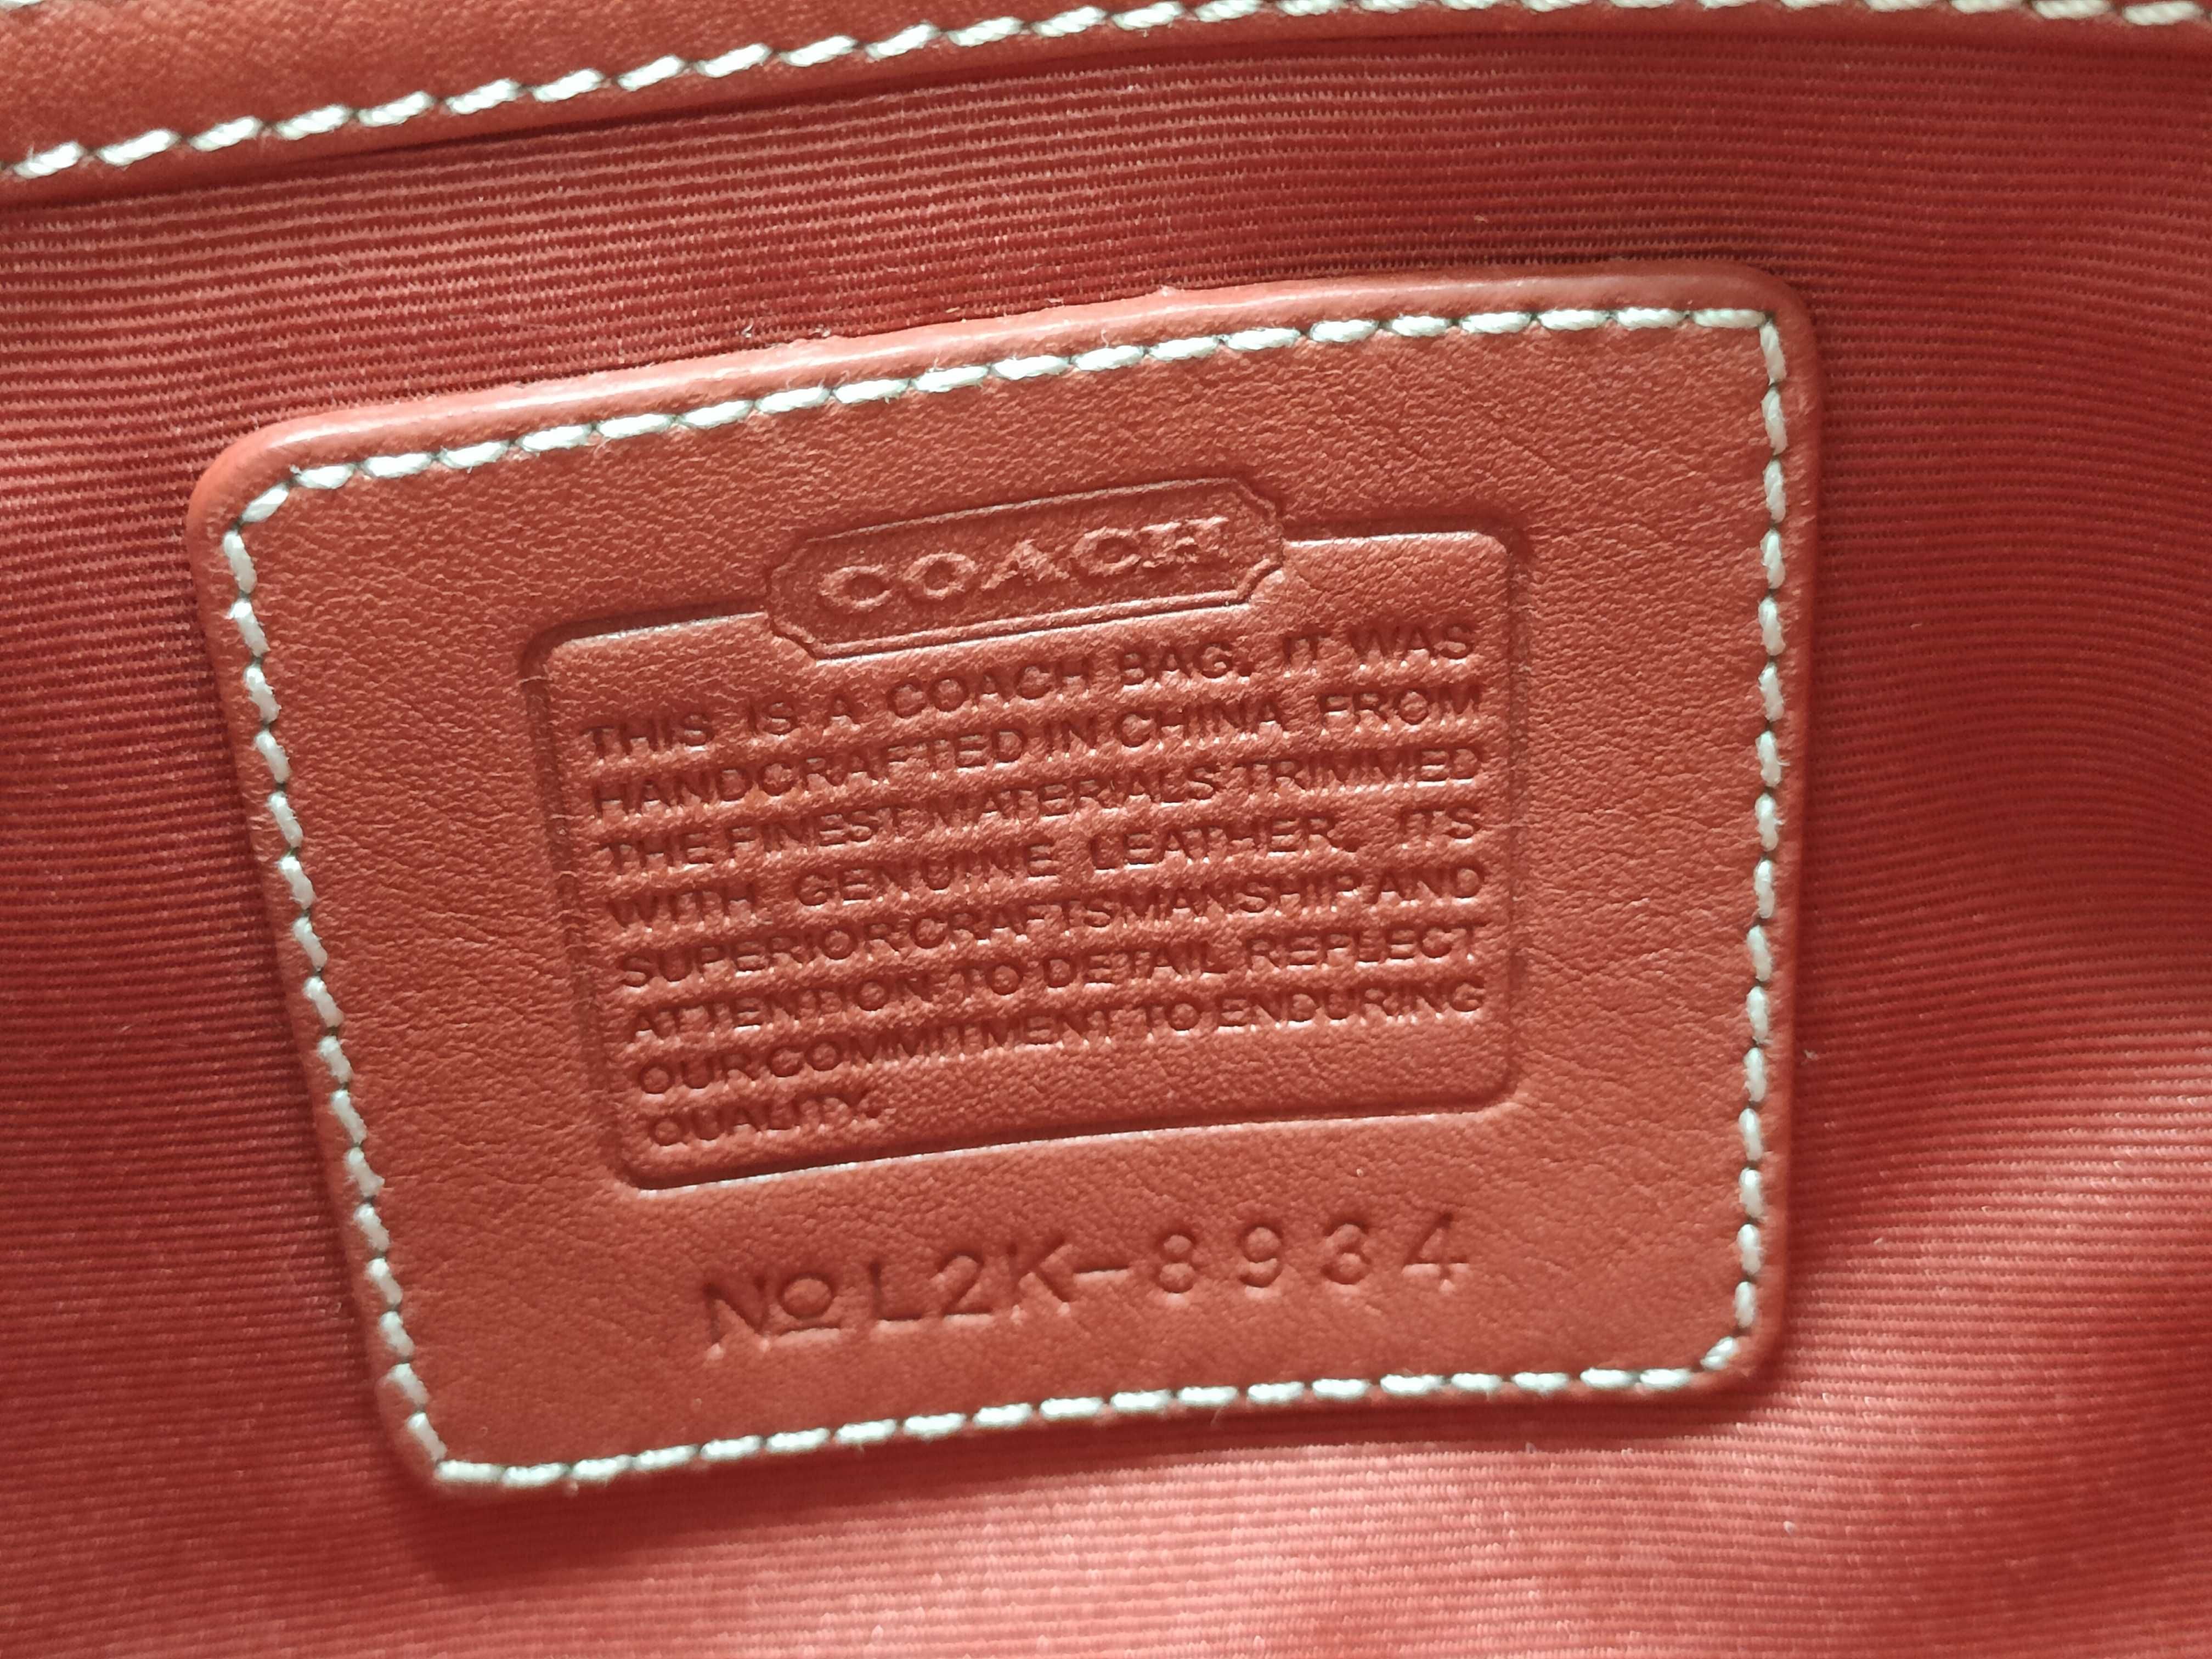 COACH
THIS IS A COACH BAG. IT WAS
HANDCRAFTED IN CHINA FROM
THE FINEST MATERIALS TRIMMED
WITH GENUINE LEATHER. ITS
SUPERIOR CRAFTSMANSHIP AND
ATTENTION TO DETAIL REFLECT
OUR COMMITMENT TO ENDURING
QUALITY.
No L2K-8934